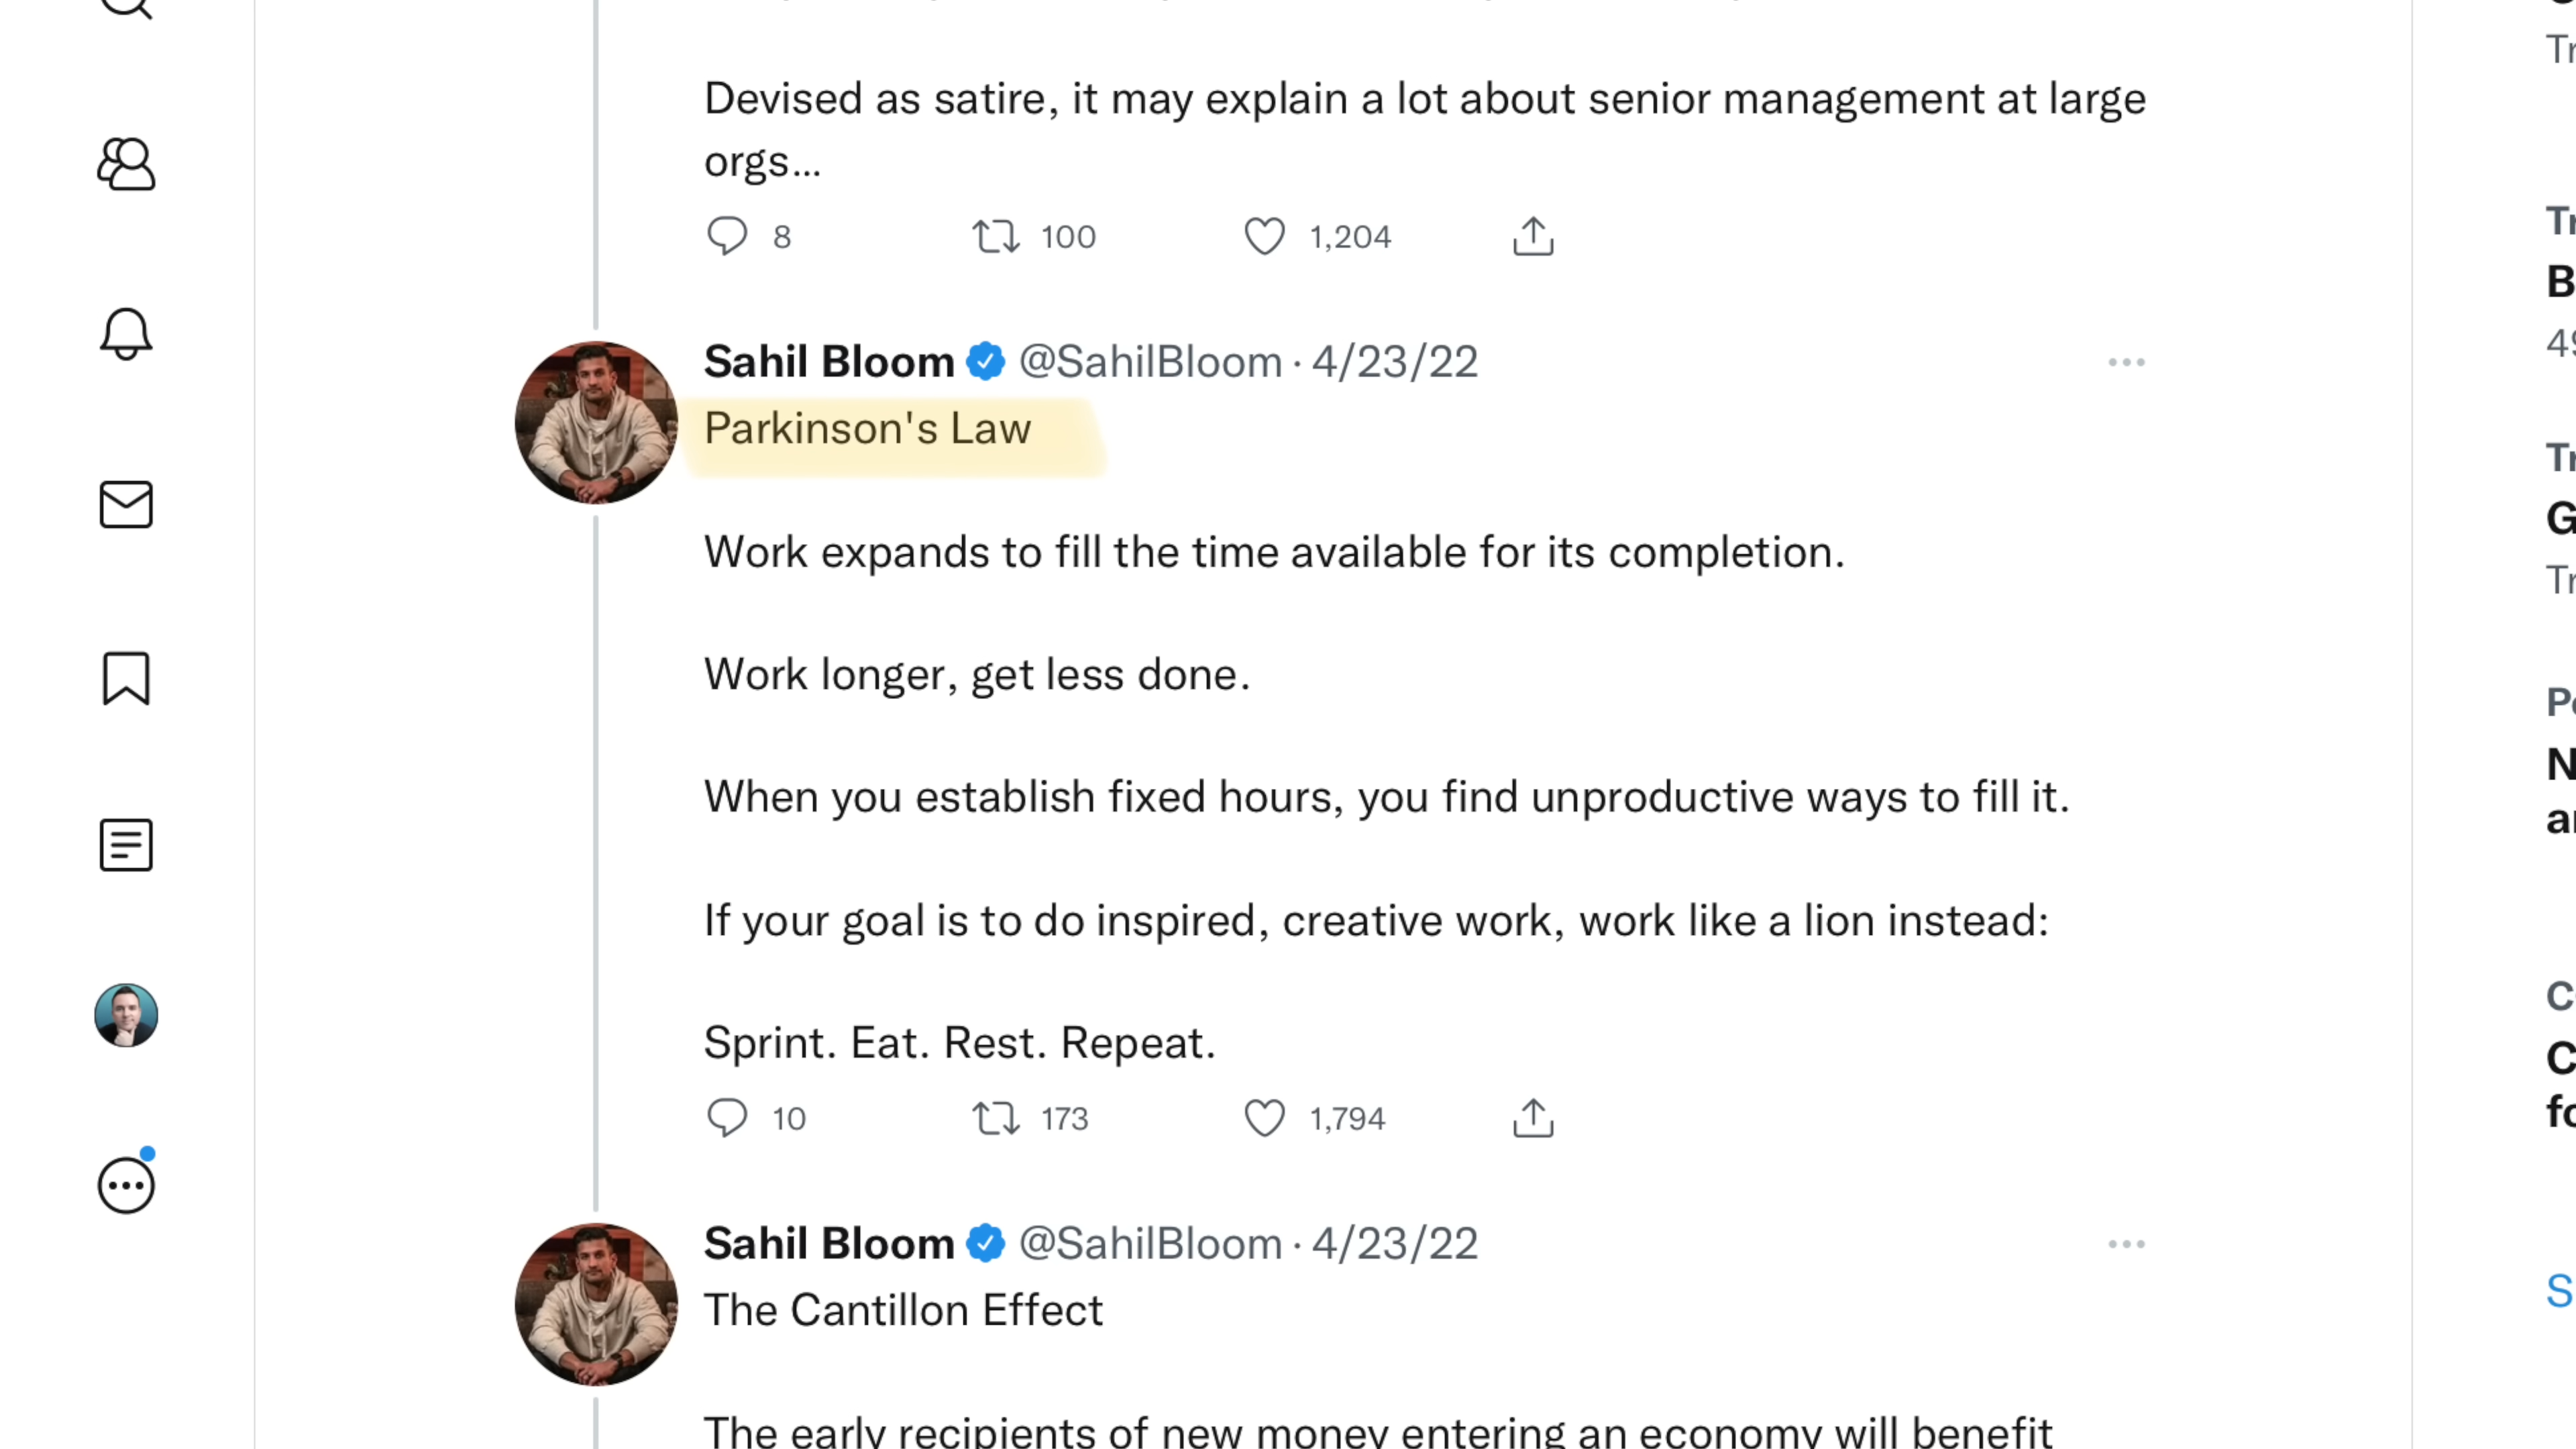 Devised as satire, it may explain a lot about senior management at large
orgs...
8 100 1,204
Sahil Bloom @SahilBloom · 4/23/22
Parkinson's Law
Work expands to fill the time available for its completion.
Work longer, get less done.
When you establish fixed hours, you find unproductive ways to fill it.
If your goal is to do inspired, creative work, work like a lion instead:
Sprint. Eat. Rest. Repeat.
10 173 1,794
Sahil Bloom @SahilBloom · 4/23/22
The Cantillon Effect
The early recipients of new money entering an economy will benefit